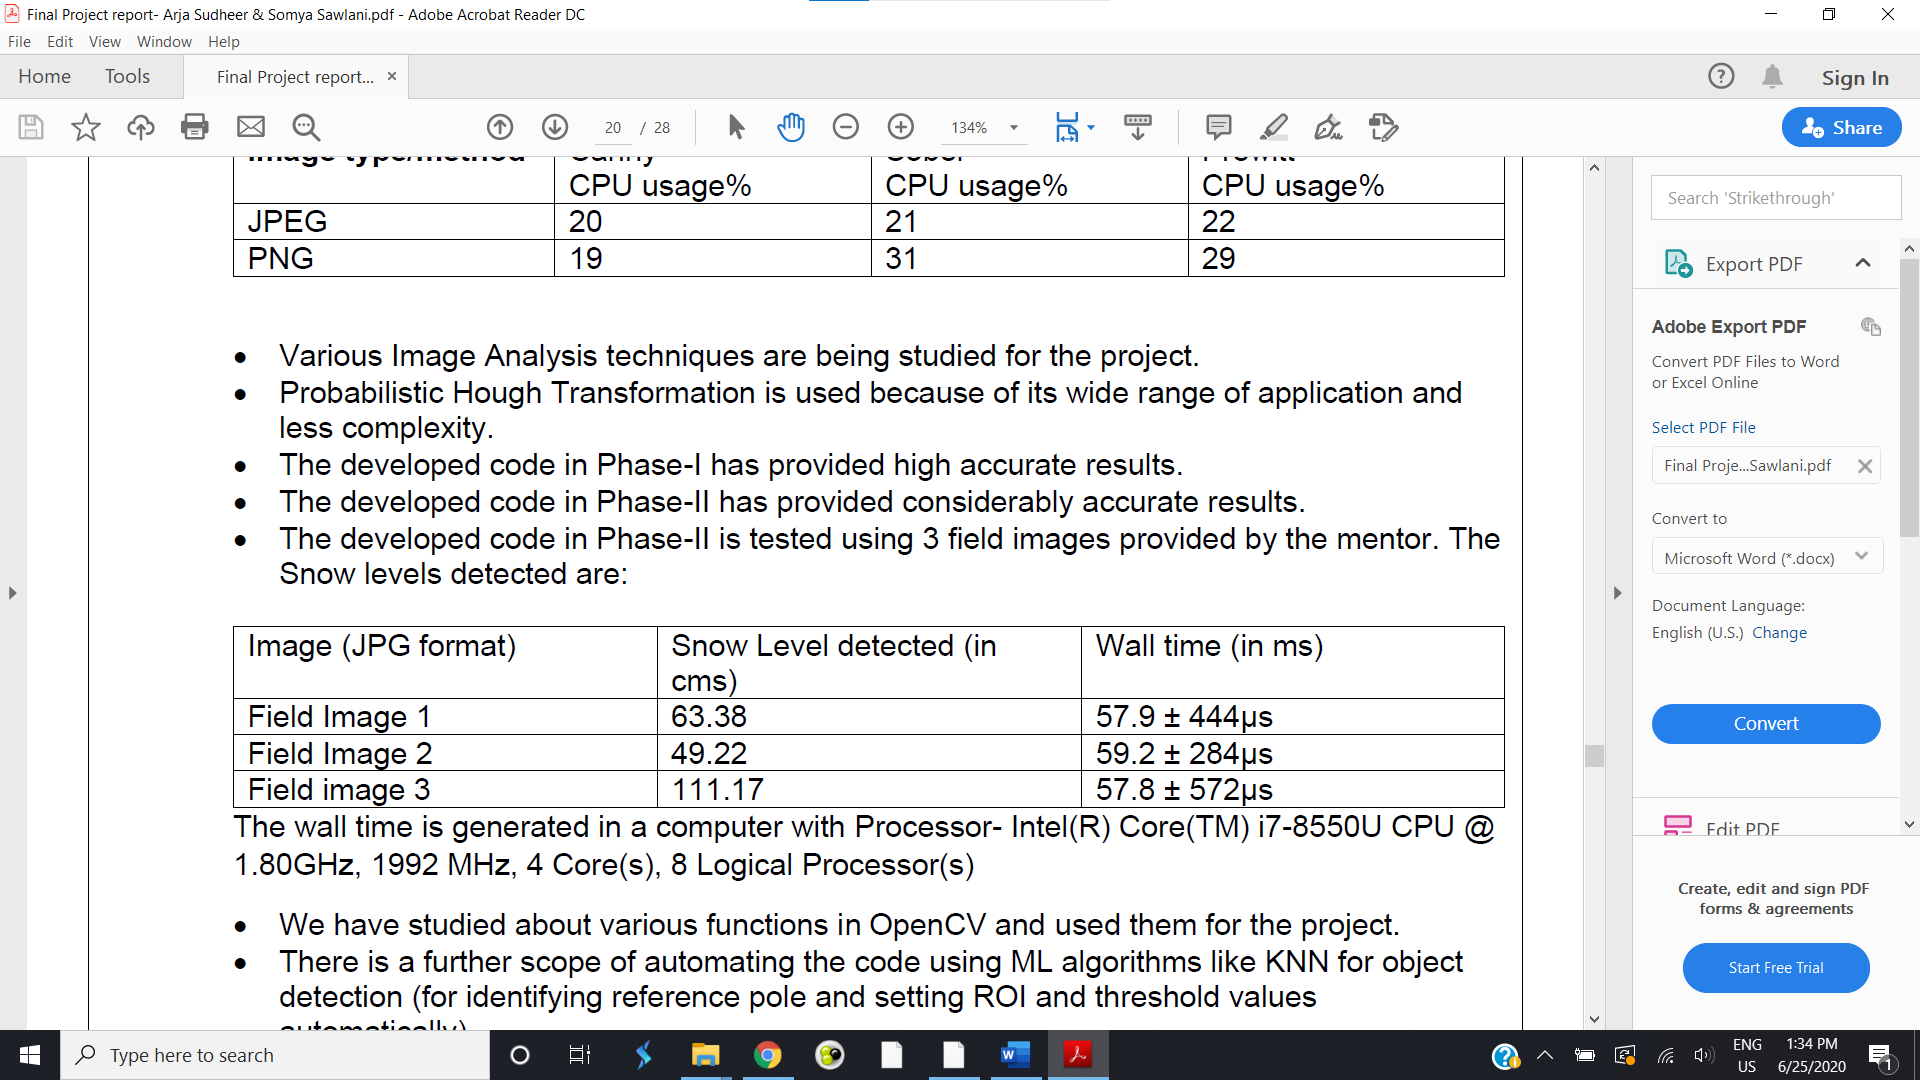 Final Project report- Arja Sudheer & Somya Sawlani.pdf - Adobe Acrobat Reader DC
File Edit View Window Help
Home Tools Final Project report... × Sign In
20 / 28 134% Share
Image type/method Canny Sobel Prewitt
CPU usage% CPU usage% CPU usage%
JPEG 20 21 22
PNG 19 31 29
• Various Image Analysis techniques are being studied for the project.
• Probabilistic Hough Transformation is used because of its wide range of application and
less complexity.
• The developed code in Phase-I has provided high accurate results.
• The developed code in Phase-II has provided considerably accurate results.
• The developed code in Phase-II is tested using 3 field images provided by the mentor. The
Snow levels detected are:
Image (JPG format) Snow Level detected (in Wall time (in ms)
cms)
Field Image 1 63.38 57.9 ± 444µs
Field Image 2 49.22 59.2 ± 284µs
Field image 3 111.17 57.8 ± 572µs
The wall time is generated in a computer with Processor- Intel(R) Core(TM) i7-8550U CPU @
1.80GHz, 1992 MHz, 4 Core(s), 8 Logical Processor(s)
• We have studied about various functions in OpenCV and used them for the project.
• There is a further scope of automating the code using ML algorithms like KNN for object
detection (for identifying reference pole and setting ROI and threshold values
automatically)
Search 'Strikethrough'
Export PDF
Adobe Export PDF
Convert PDF Files to Word
or Excel Online
Select PDF File
Final Proje...Sawlani.pdf
Convert to
Microsoft Word (*.docx)
Document Language:
English (U.S.) Change
Convert
Edit PDF
Create, edit and sign PDF
forms & agreements
Start Free Trial
Type here to search
ENG
US
1:34 PM
6/25/2020
1